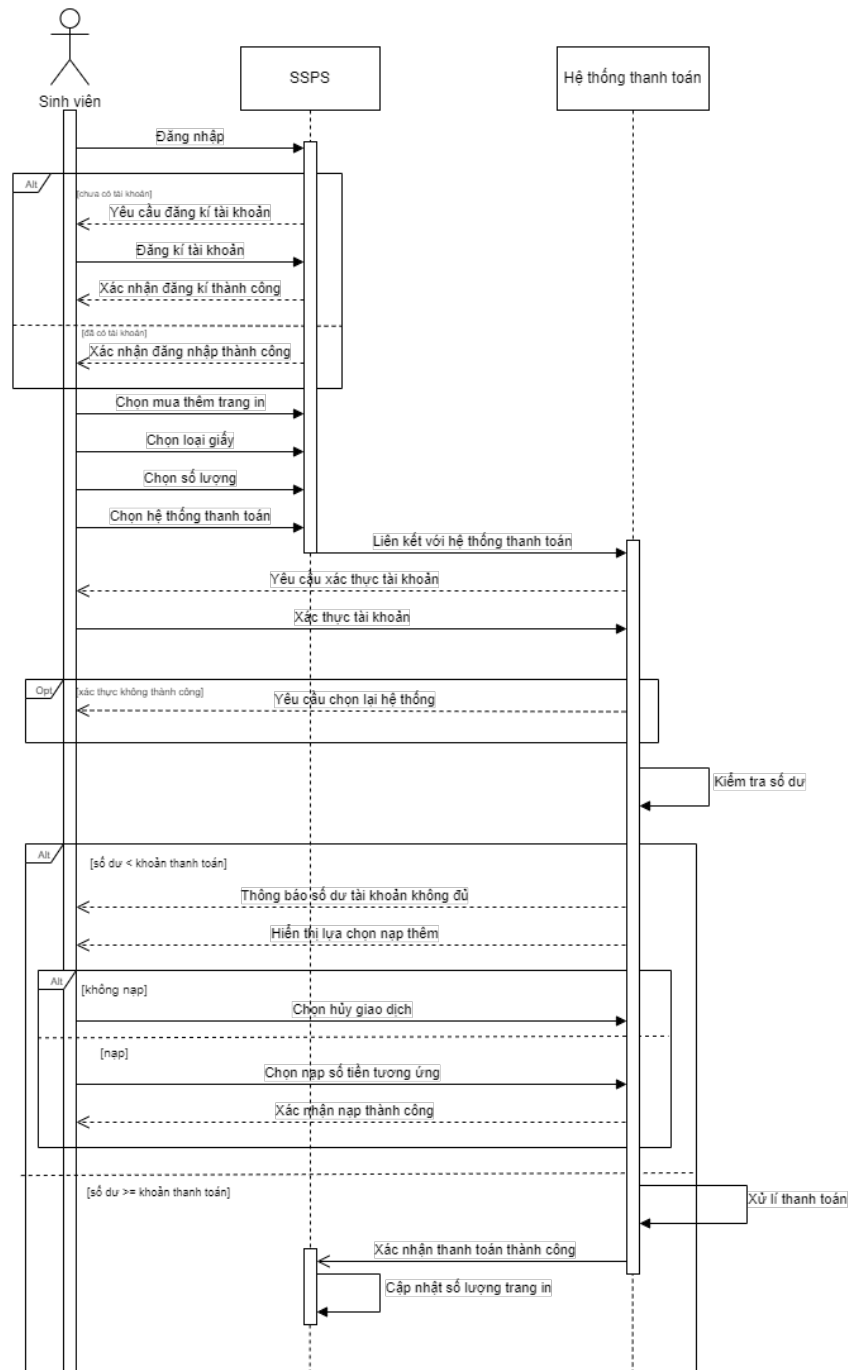 Sinh viên
SSPS
Hệ thống thanh toán
Đăng nhập
Alt
[chưa có tài khoản]
Yêu cầu đăng kí tài khoản
Đăng kí tài khoản
Xác nhận đăng kí thành công
[đã có tài khoản]
Xác nhận đăng nhập thành công
Chọn mua thêm trang in
Chọn loại giấy
Chọn số lượng
Chọn hệ thống thanh toán
Liên kết với hệ thống thanh toán
Yêu cầu xác thực tài khoản
Xác thực tài khoản
Opt
[xác thực không thành công]
Yêu cầu chọn lại hệ thống
Kiểm tra số dư
Alt
[số dư < khoản thanh toán]
Thông báo số dư tài khoản không đủ
Hiển thị lựa chọn nạp thêm
Alt
[không nạp]
Chọn hủy giao dịch
[nạp]
Chọn nạp số tiền tương ứng
Xác nhận nạp thành công
[số dư >= khoản thanh toán]
Xử lí thanh toán
Xác nhận thanh toán thành công
Cập nhật số lượng trang in